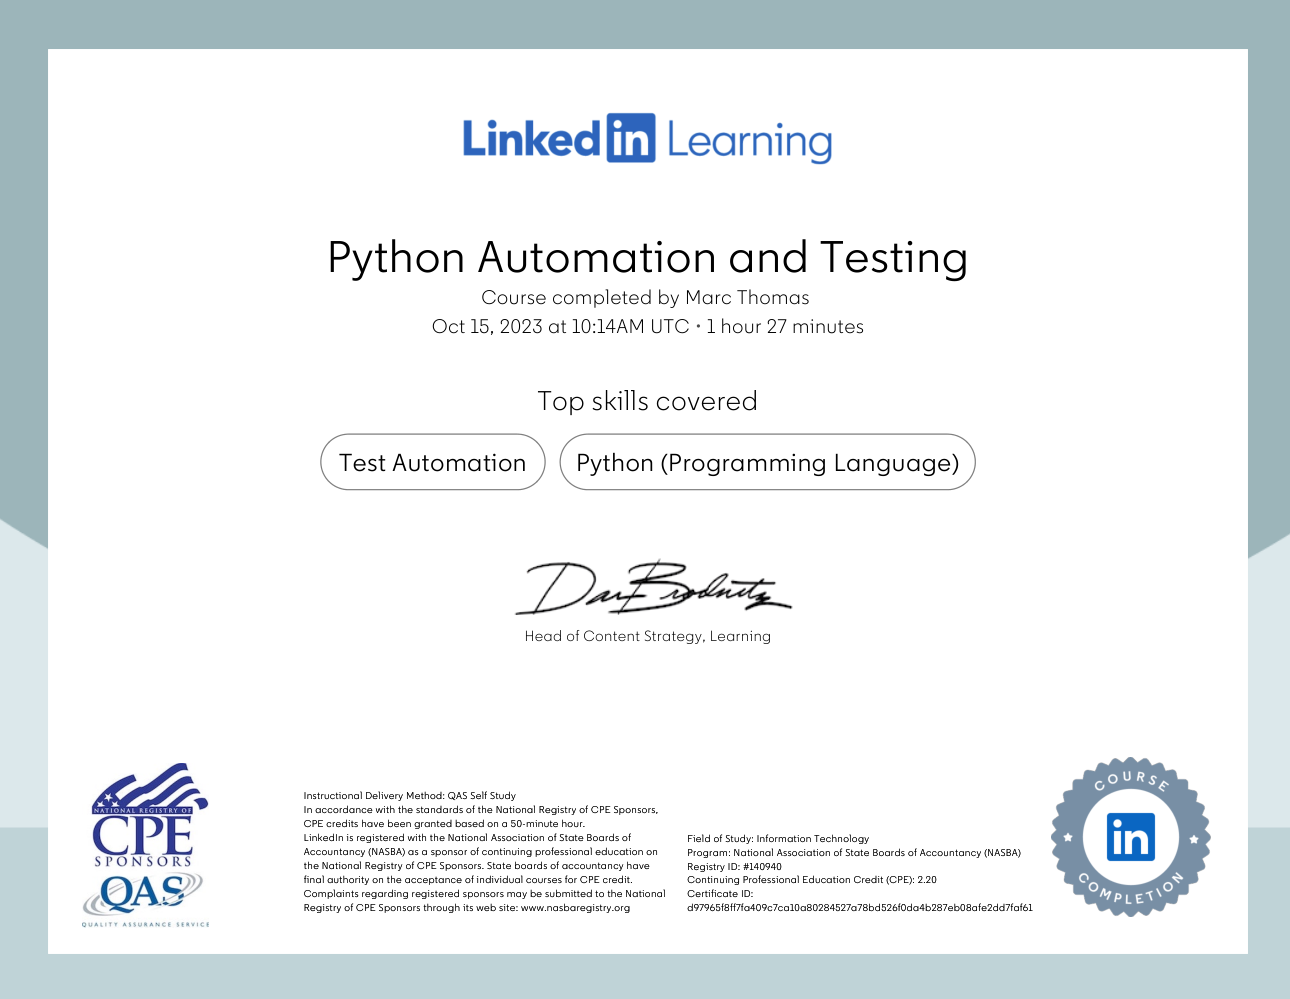 Linked in Learning
Python Automation and Testing
Course completed by Marc Thomas
Oct 15, 2023 at 10:14AM UTC • 1 hour 27 minutes
Top skills covered
Test Automation
Python (Programming Language)
Dan Brodnitz
Head of Content Strategy, Learning
NATIONAL REGISTRY OF
CPE
SPONSORS
QAS
QUALITY ASSURANCE SERVICE
Instructional Delivery Method: QAS Self Study
In accordance with the standards of the National Registry of CPE Sponsors,
CPE credits have been granted based on a 50-minute hour.
LinkedIn is registered with the National Association of State Boards of
Accountancy (NASBA) as a sponsor of continuing professional education on
the National Registry of CPE Sponsors. State boards of accountancy have
final authority on the acceptance of individual courses for CPE credit.
Complaints regarding registered sponsors may be submitted to the National
Registry of CPE Sponsors through its web site: www.nasbaregistry.org
Field of Study: Information Technology
Program: National Association of State Boards of Accountancy (NASBA)
Registry ID: #140940
Continuing Professional Education Credit (CPE): 2.20
Certificate ID:
d97965f8ff7fa409c7ca10a80284527a78bd526f0da4b287eb08afe2dd7faf61
COURSE
in
COMPLETION